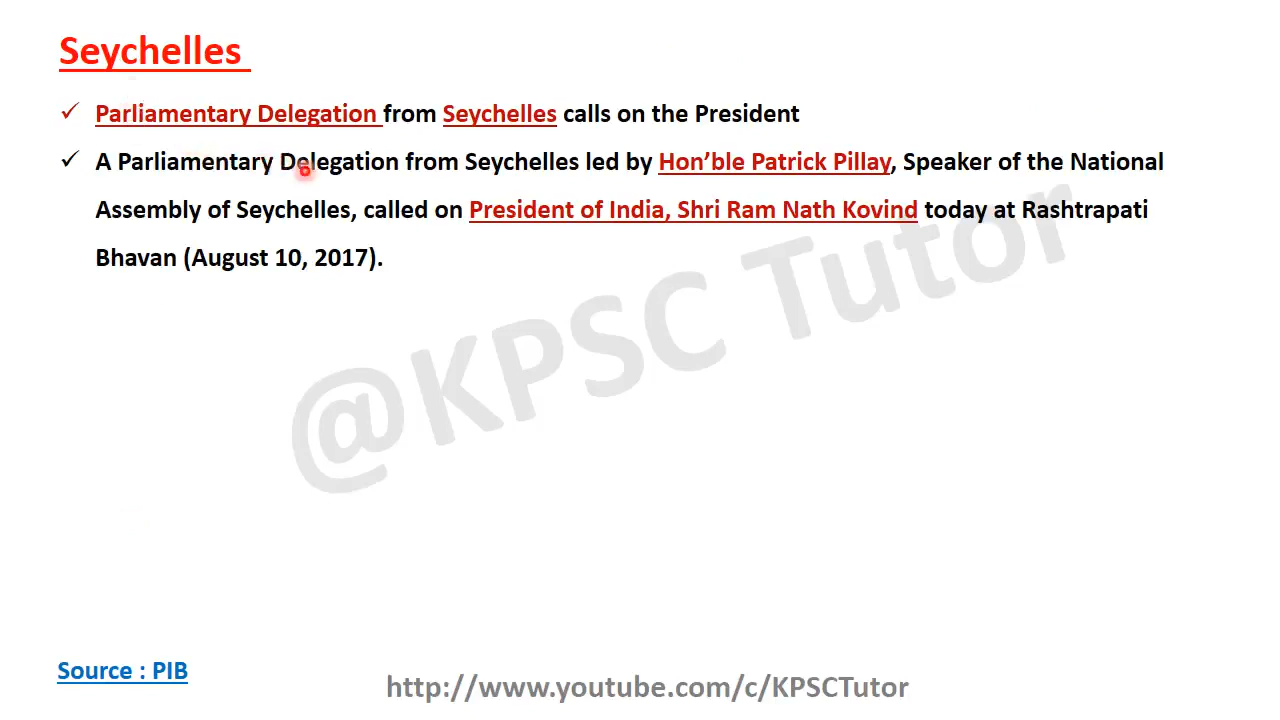 Seychelles
✓ Parliamentary Delegation from Seychelles calls on the President
✓ A Parliamentary Delegation from Seychelles led by Hon’ble Patrick Pillay, Speaker of the National
Assembly of Seychelles, called on President of India, Shri Ram Nath Kovind today at Rashtrapati
Bhavan (August 10, 2017).
@KPSC Tutor
Source : PIB
http://www.youtube.com/c/KPSCTutor